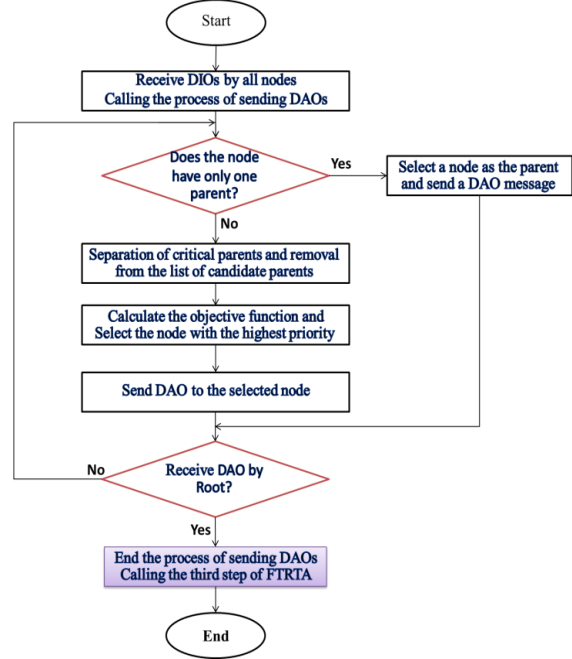 Start
Receive DIOs by all nodes
Calling the process of sending DAOs
Does the node
have only one
parent?
Yes
Select a node as the parent
and send a DAO message
No
Separation of critical parents and removal
from the list of candidate parents
Calculate the objective function and
Select the node with the highest priority
Send DAO to the selected node
No
Receive DAO by
Root?
Yes
End the process of sending DAOs
Calling the third step of FTRTA
End